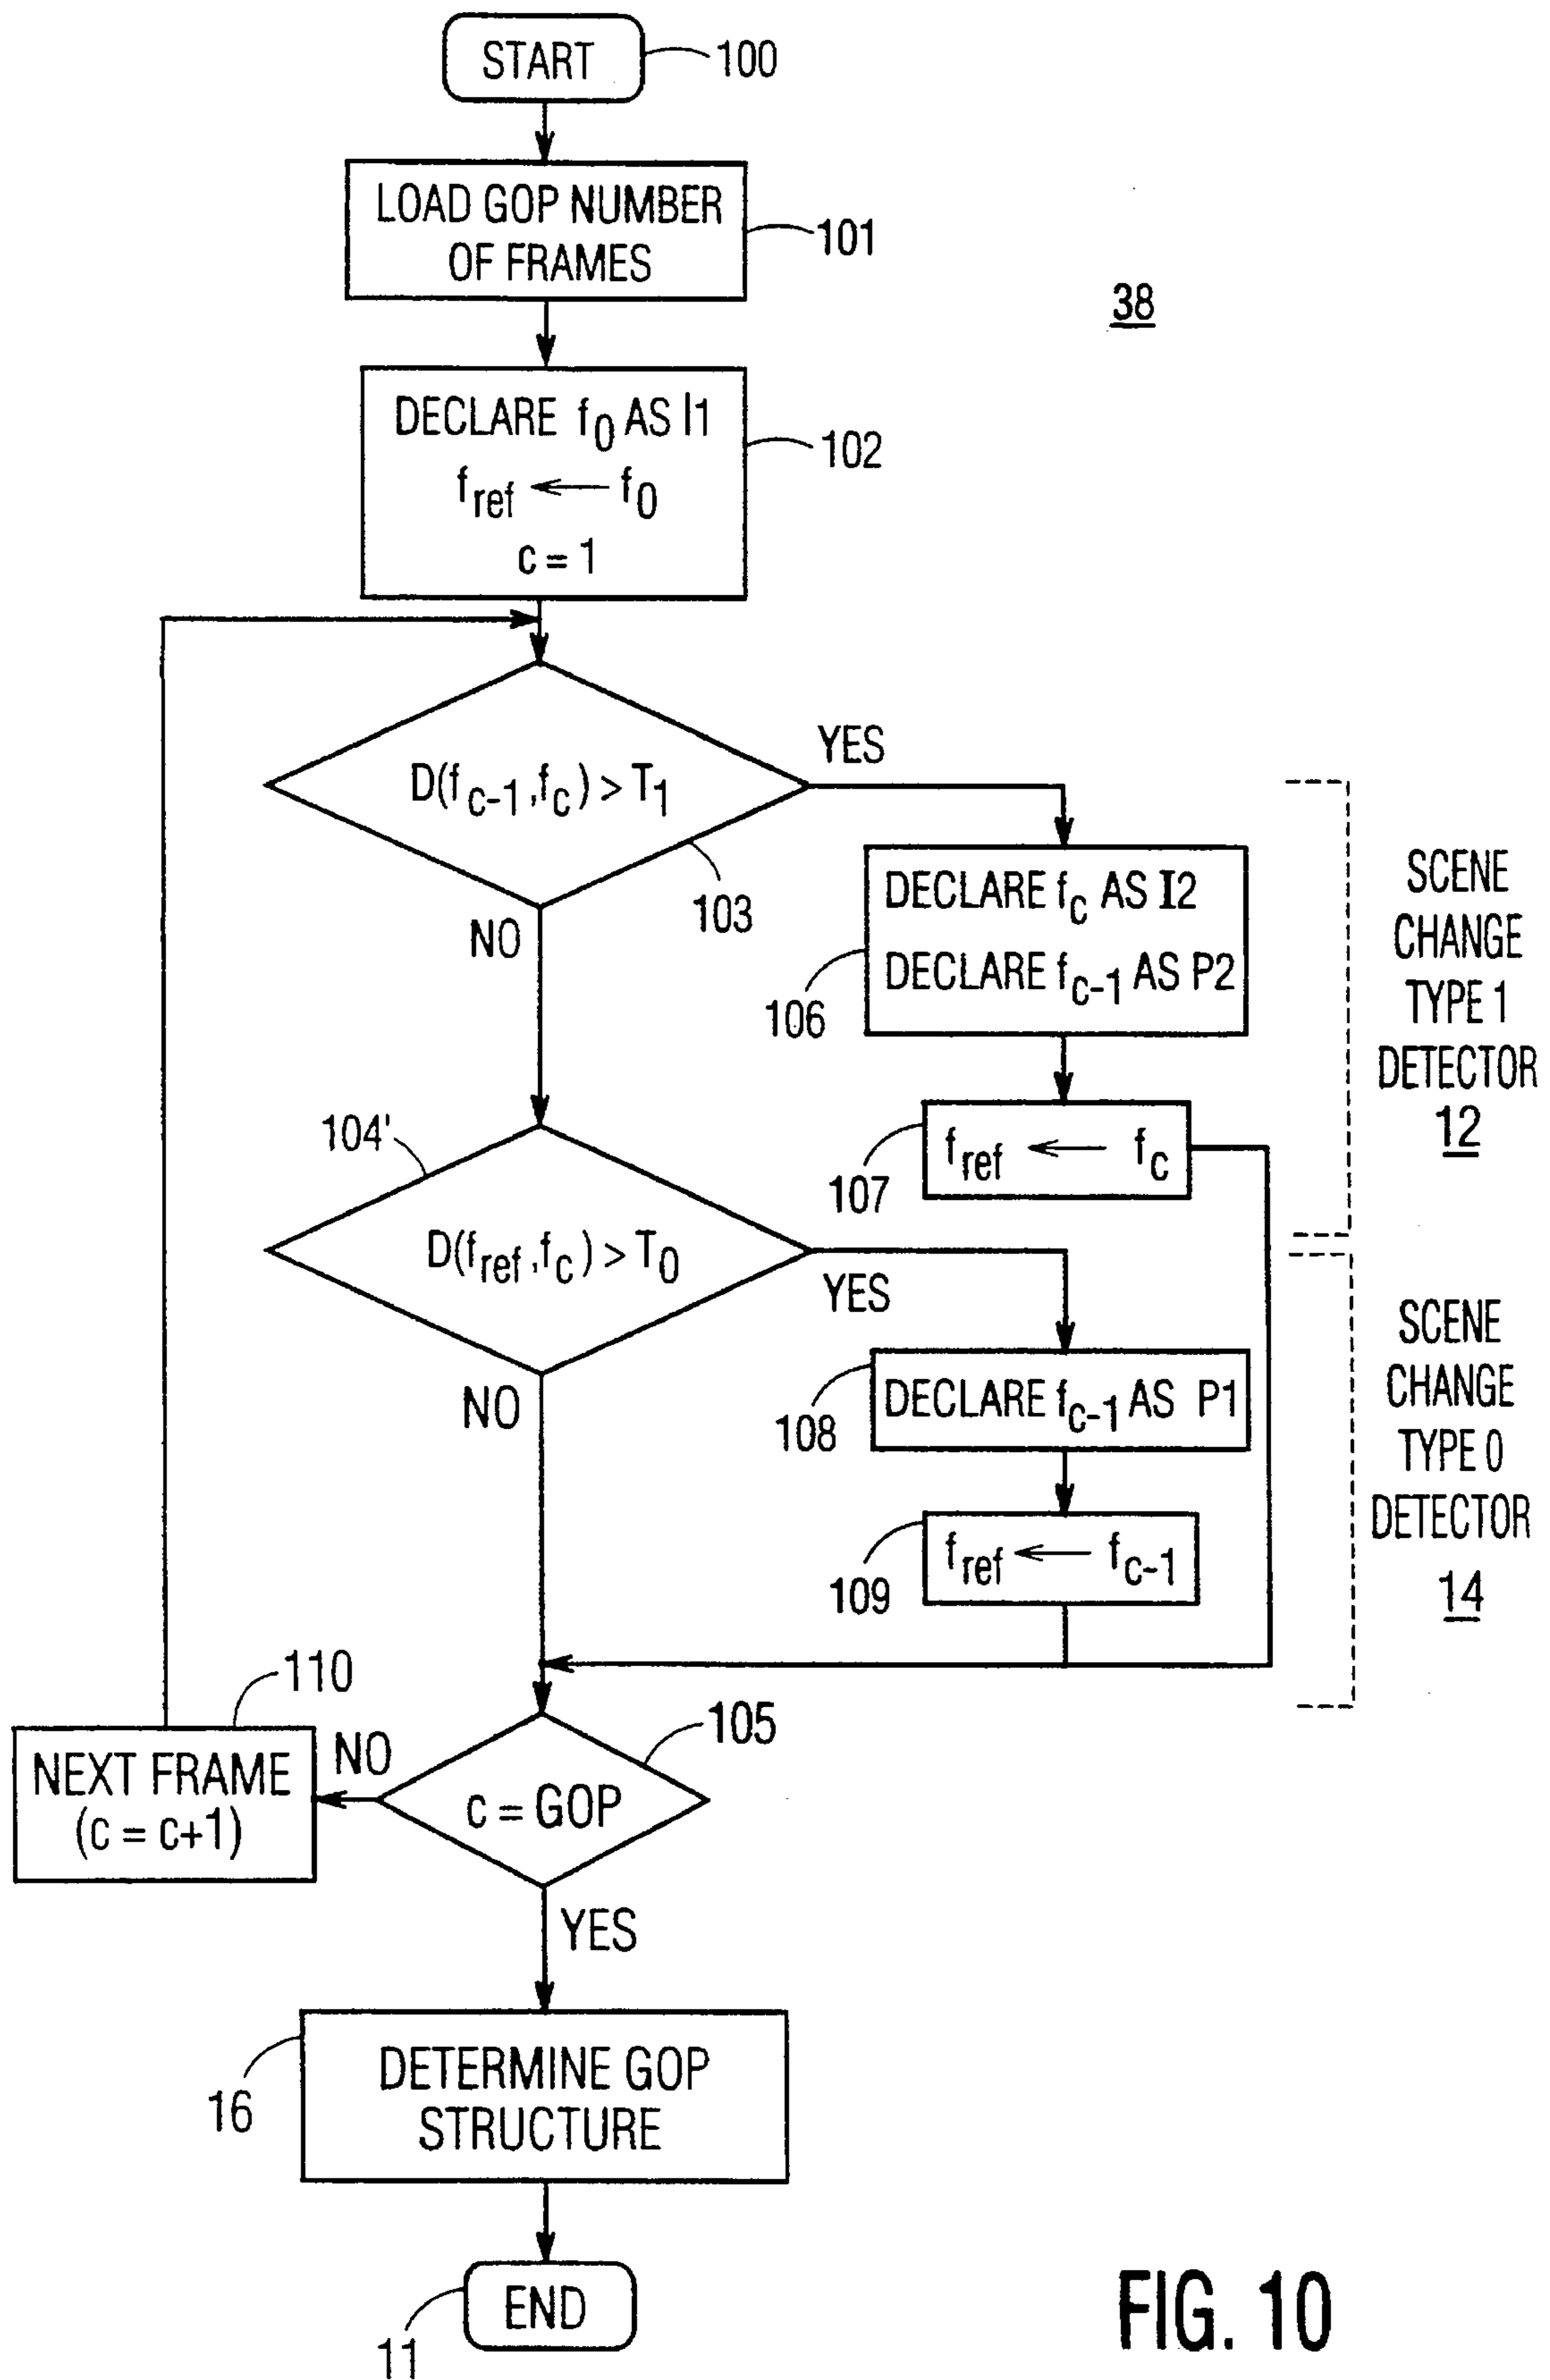 START
100
LOAD GOP NUMBER
OF FRAMES
101
38
DECLARE f0 AS I1
fref ← f0
c = 1
102
D(fc-1,fc) > T1
YES
103
NO
DECLARE fc AS I2
DECLARE fc-1 AS P2
106
SCENE
CHANGE
TYPE 1
DETECTOR
12
fref ← fc
107
104'
D(fref,fc) > T0
YES
NO
DECLARE fc-1 AS P1
108
SCENE
CHANGE
TYPE 0
DETECTOR
14
fref ← fc-1
109
110
NEXT FRAME
(c = c+1)
NO
c = GOP
105
YES
DETERMINE GOP
STRUCTURE
16
END
11
FIG. 10